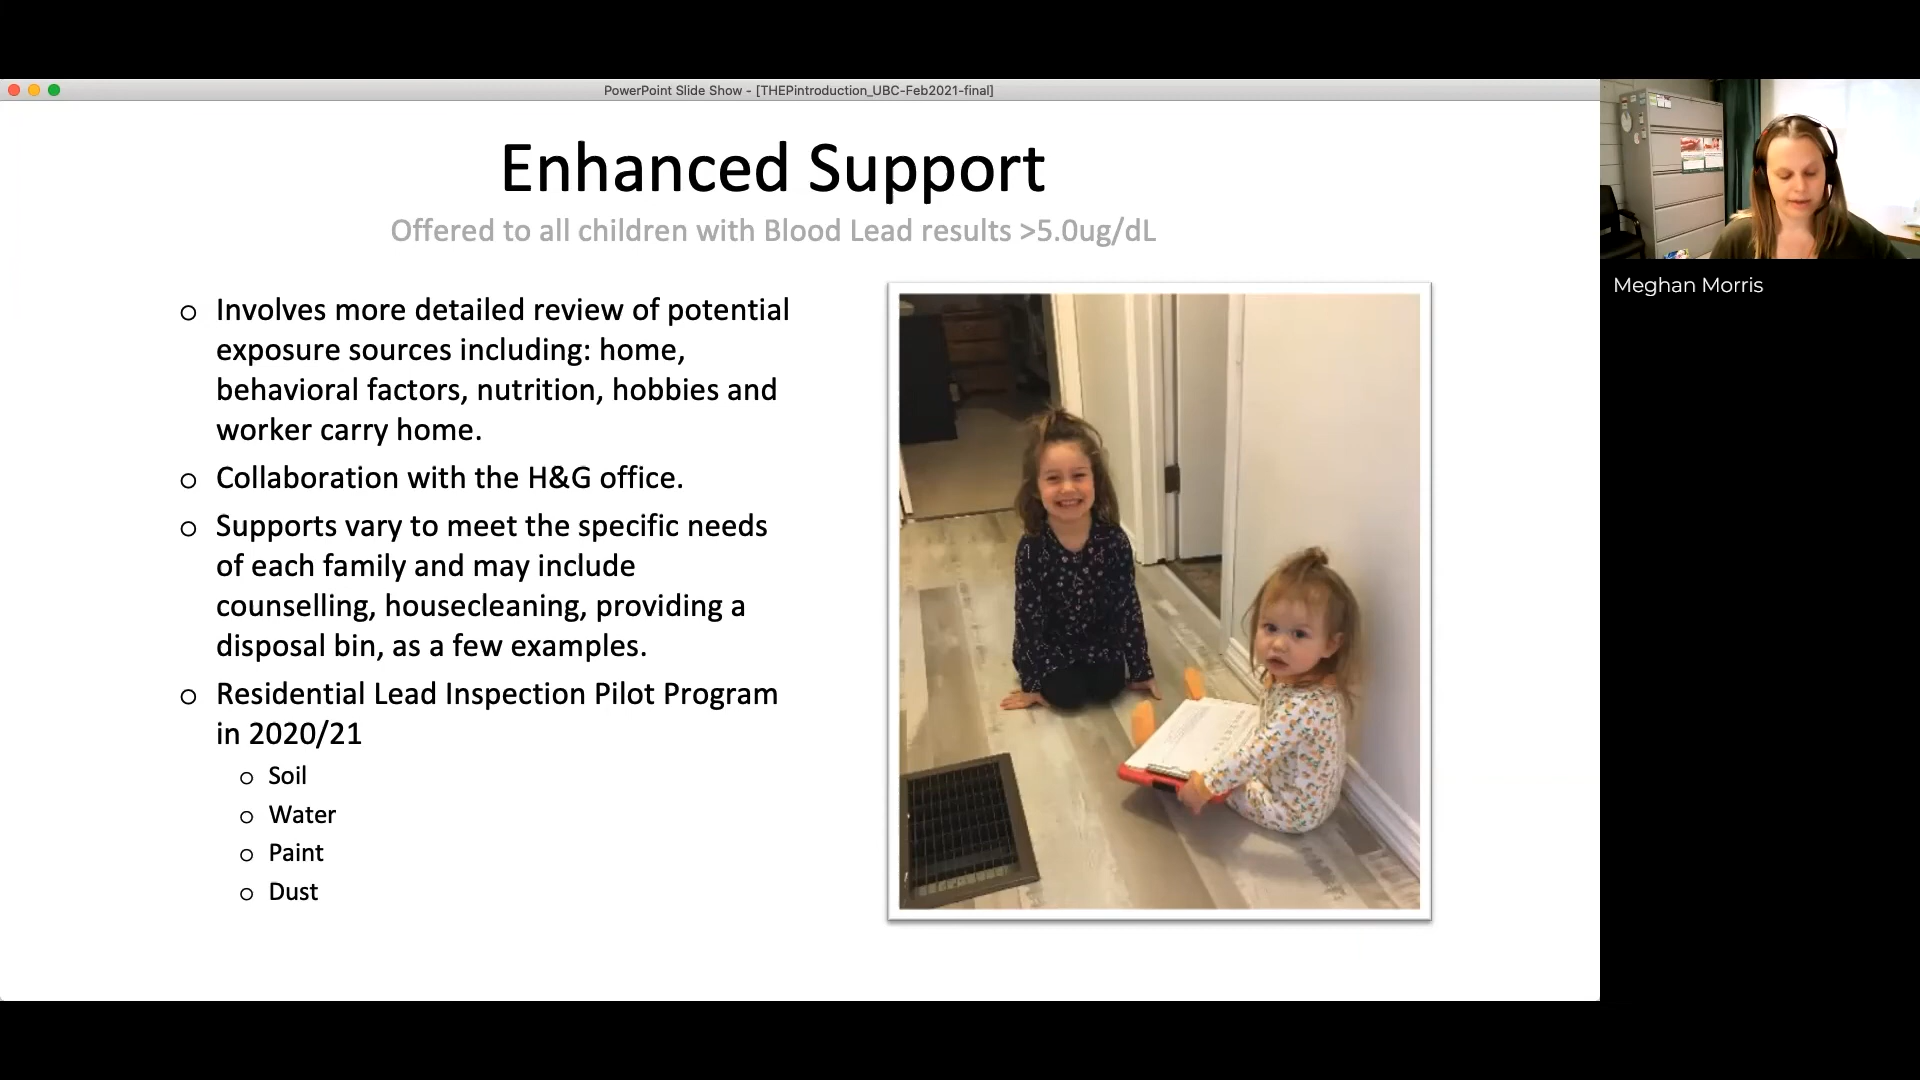 PowerPoint Slide Show - [THEPintroduction_UBC-Feb2021-final]
Enhanced Support
Offered to all children with Blood Lead results >5.0ug/dL
Involves more detailed review of potential
exposure sources including: home,
behavioral factors, nutrition, hobbies and
worker carry home.
Collaboration with the H&G office.
Supports vary to meet the specific needs
of each family and may include
counselling, housecleaning, providing a
disposal bin, as a few examples.
Residential Lead Inspection Pilot Program
in 2020/21
Soil
Water
Paint
Dust
Meghan Morris